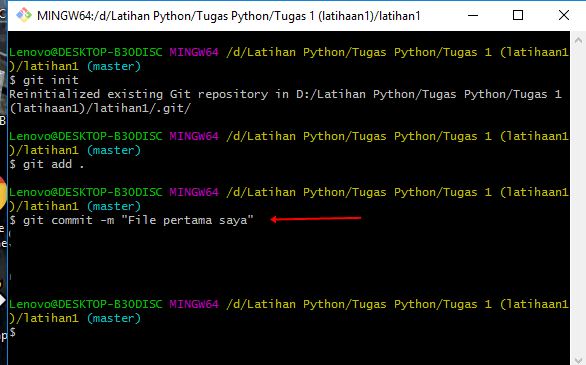 MINGW64:/d/Latihan Python/Tugas Python/Tugas 1 (latihaan1)/latihan1
Lenovo@DESKTOP-B30DISC MINGW64 /d/Latihan Python/Tugas Python/Tugas 1 (latihaan1
)/latihan1 (master)
$ git init
Reinitialized existing Git repository in D:/Latihan Python/Tugas Python/Tugas 1
(latihaan1)/latihan1/.git/
Lenovo@DESKTOP-B30DISC MINGW64 /d/Latihan Python/Tugas Python/Tugas 1 (latihaan1
)/latihan1 (master)
$ git add .
Lenovo@DESKTOP-B30DISC MINGW64 /d/Latihan Python/Tugas Python/Tugas 1 (latihaan1
)/latihan1 (master)
$ git commit -m "File pertama saya"
Lenovo@DESKTOP-B30DISC MINGW64 /d/Latihan Python/Tugas Python/Tugas 1 (latihaan1
)/latihan1 (master)
$